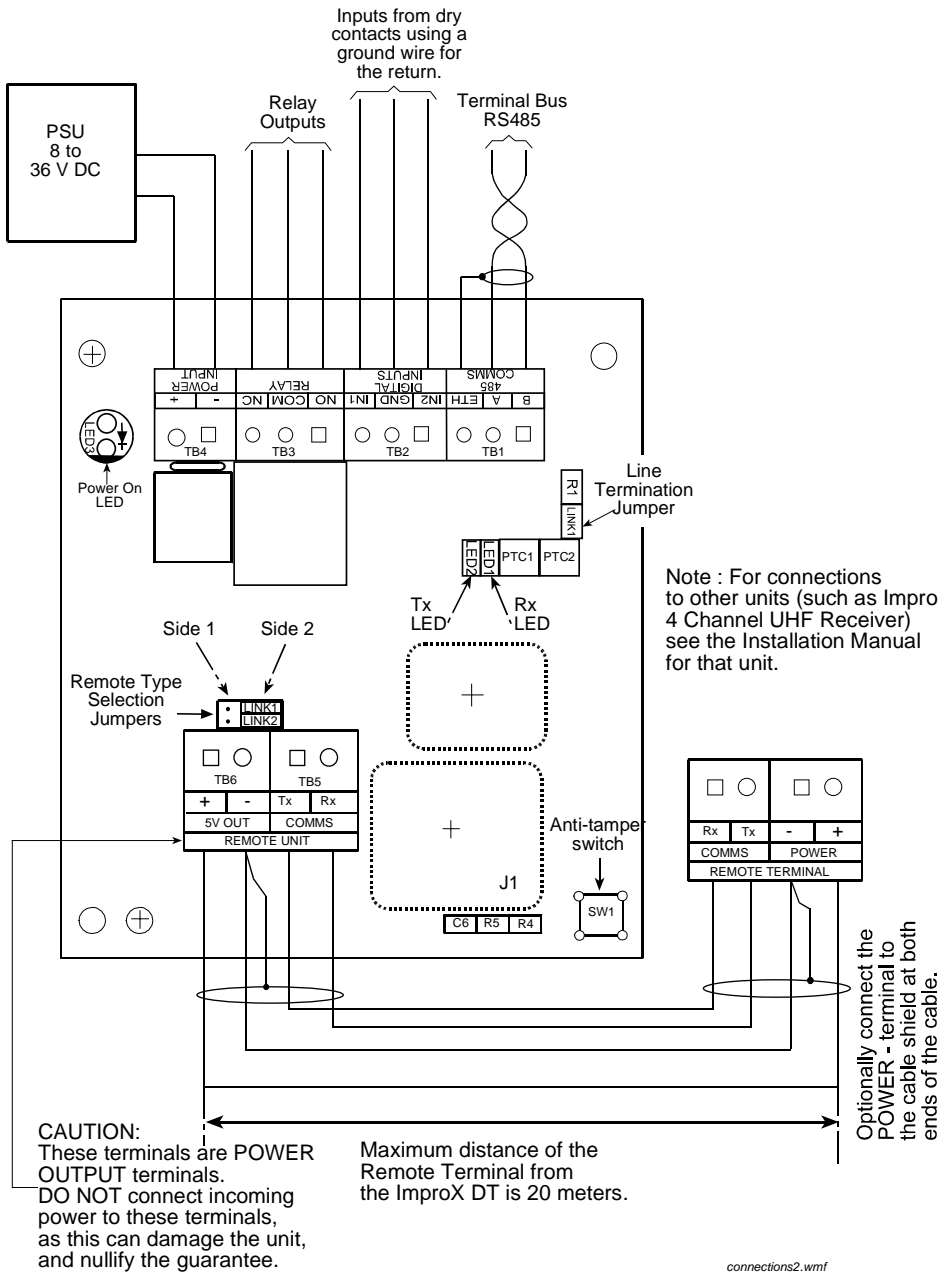 Inputs from dry
contacts using a
ground wire for
the return.
Relay
Outputs
Terminal Bus
RS485
PSU
8 to
36 V DC
POWER
INPUT
RELAY
DIGITAL
INPUTS
485
COMMS
+ -
NC COM NO
IN1 GND IN2
ETH A B
TB4
TB3
TB2
TB1
LED3
Power On
LED
R1
LINK1
Line
Termination
Jumper
LED2
LED1
PTC1
PTC2
Tx
LED
Rx
LED
Note : For connections
to other units (such as Impro
4 Channel UHF Receiver)
see the Installation Manual
for that unit.
Side 1
Side 2
Remote Type
Selection
Jumpers
LINK1
LINK2
TB6
TB5
+ - Tx Rx
5V OUT COMMS
REMOTE UNIT
J1
Anti-tamper
switch
SW1
C6 R5 R4
Rx Tx - +
COMMS POWER
REMOTE TERMINAL
Optionally connect the
POWER - terminal to
the cable shield at both
ends of the cable.
CAUTION:
These terminals are POWER
OUTPUT terminals.
DO NOT connect incoming
power to these terminals,
as this can damage the unit,
and nullify the guarantee.
Maximum distance of the
Remote Terminal from
the ImproX DT is 20 meters.
connections2.wmf